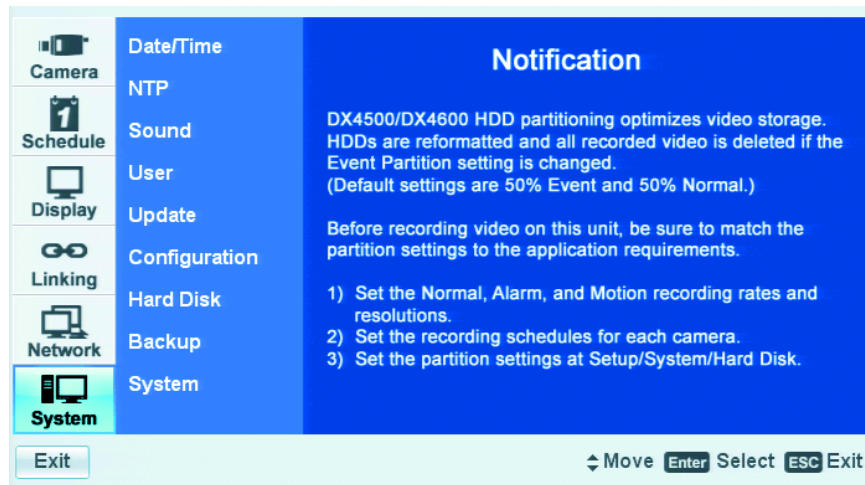 Camera
Schedule
Display
Linking
Network
System
Date/Time
NTP
Sound
User
Update
Configuration
Hard Disk
Backup
System
Notification
DX4500/DX4600 HDD partitioning optimizes video storage.
HDDs are reformatted and all recorded video is deleted if the
Event Partition setting is changed.
(Default settings are 50% Event and 50% Normal.)
Before recording video on this unit, be sure to match the
partition settings to the application requirements.
1) Set the Normal, Alarm, and Motion recording rates and
resolutions.
2) Set the recording schedules for each camera.
3) Set the partition settings at Setup/System/Hard Disk.
Exit
Move Enter Select ESC Exit